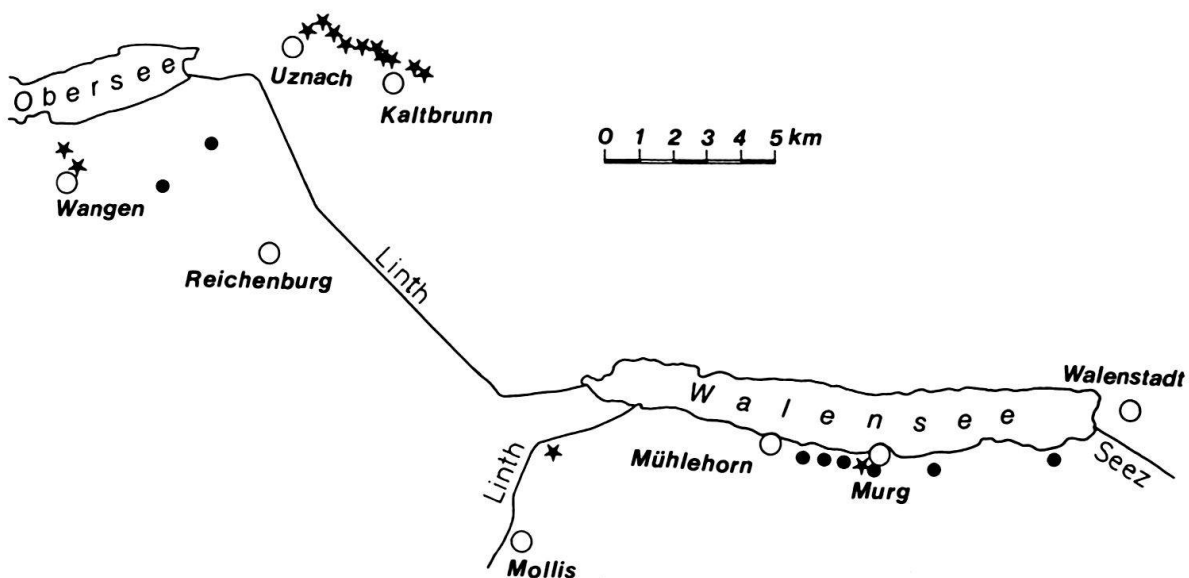 Obersee
Uznach
Kaltbrunn
0 1 2 3 4 5 km
Wangen
Reichenburg
Linth
Walensee
Walenstadt
Mühlehorn
Murg
Seez
Linth
Mollis